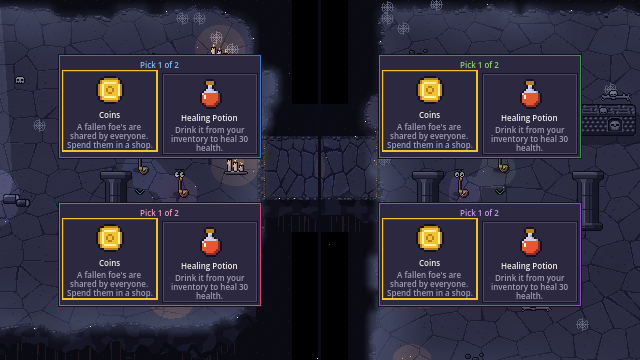 Pick 1 of 2
Coins
A fallen foe's are
shared by everyone.
Spend them in a shop.
Healing Potion
Drink it from your
inventory to heal 30
health.
Pick 1 of 2
Coins
A fallen foe's are
shared by everyone.
Spend them in a shop.
Healing Potion
Drink it from your
inventory to heal 30
health.
Pick 1 of 2
Coins
A fallen foe's are
shared by everyone.
Spend them in a shop.
Healing Potion
Drink it from your
inventory to heal 30
health.
Pick 1 of 2
Coins
A fallen foe's are
shared by everyone.
Spend them in a shop.
Healing Potion
Drink it from your
inventory to heal 30
health.